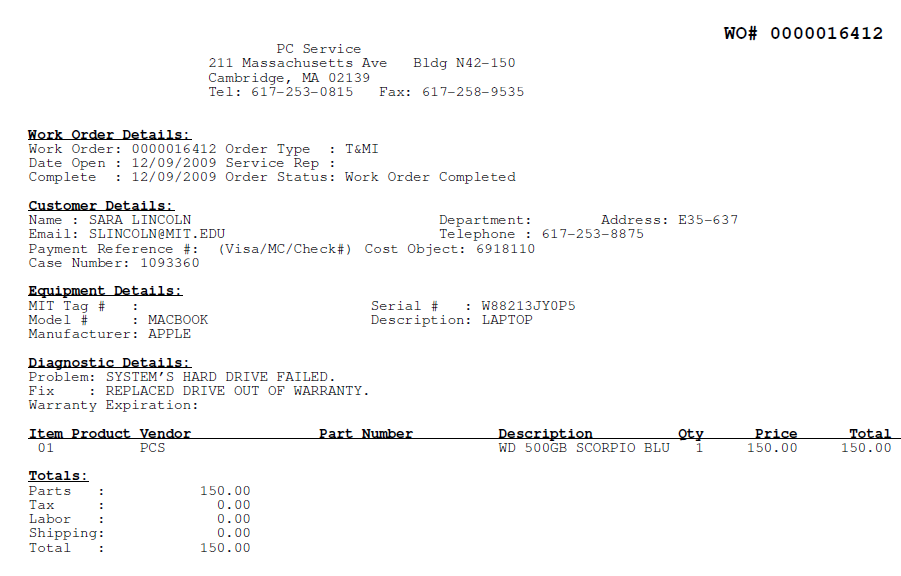 WO# 0000016412
PC Service
211 Massachusetts Ave Bldg N42-150
Cambridge, MA 02139
Tel: 617-253-0815 Fax: 617-258-9535
Work Order Details:
Work Order: 0000016412 Order Type : T&MI
Date Open : 12/09/2009 Service Rep :
Complete : 12/09/2009 Order Status: Work Order Completed
Customer Details:
Name : SARA LINCOLN Department: Address: E35-637
Email: SLINCOLN@MIT.EDU Telephone : 617-253-8875
Payment Reference #: (Visa/MC/Check#) Cost Object: 6918110
Case Number: 1093360
Equipment Details:
MIT Tag # : Serial # : W88213JY0P5
Model # : MACBOOK Description: LAPTOP
Manufacturer: APPLE
Diagnostic Details:
Problem: SYSTEM'S HARD DRIVE FAILED.
Fix : REPLACED DRIVE OUT OF WARRANTY.
Warranty Expiration:
Item Product Vendor Part Number Description Qty Price Total
01 PCS WD 500GB SCORPIO BLU 1 150.00 150.00
Totals:
Parts : 150.00
Tax : 0.00
Labor : 0.00
Shipping: 0.00
Total : 150.00